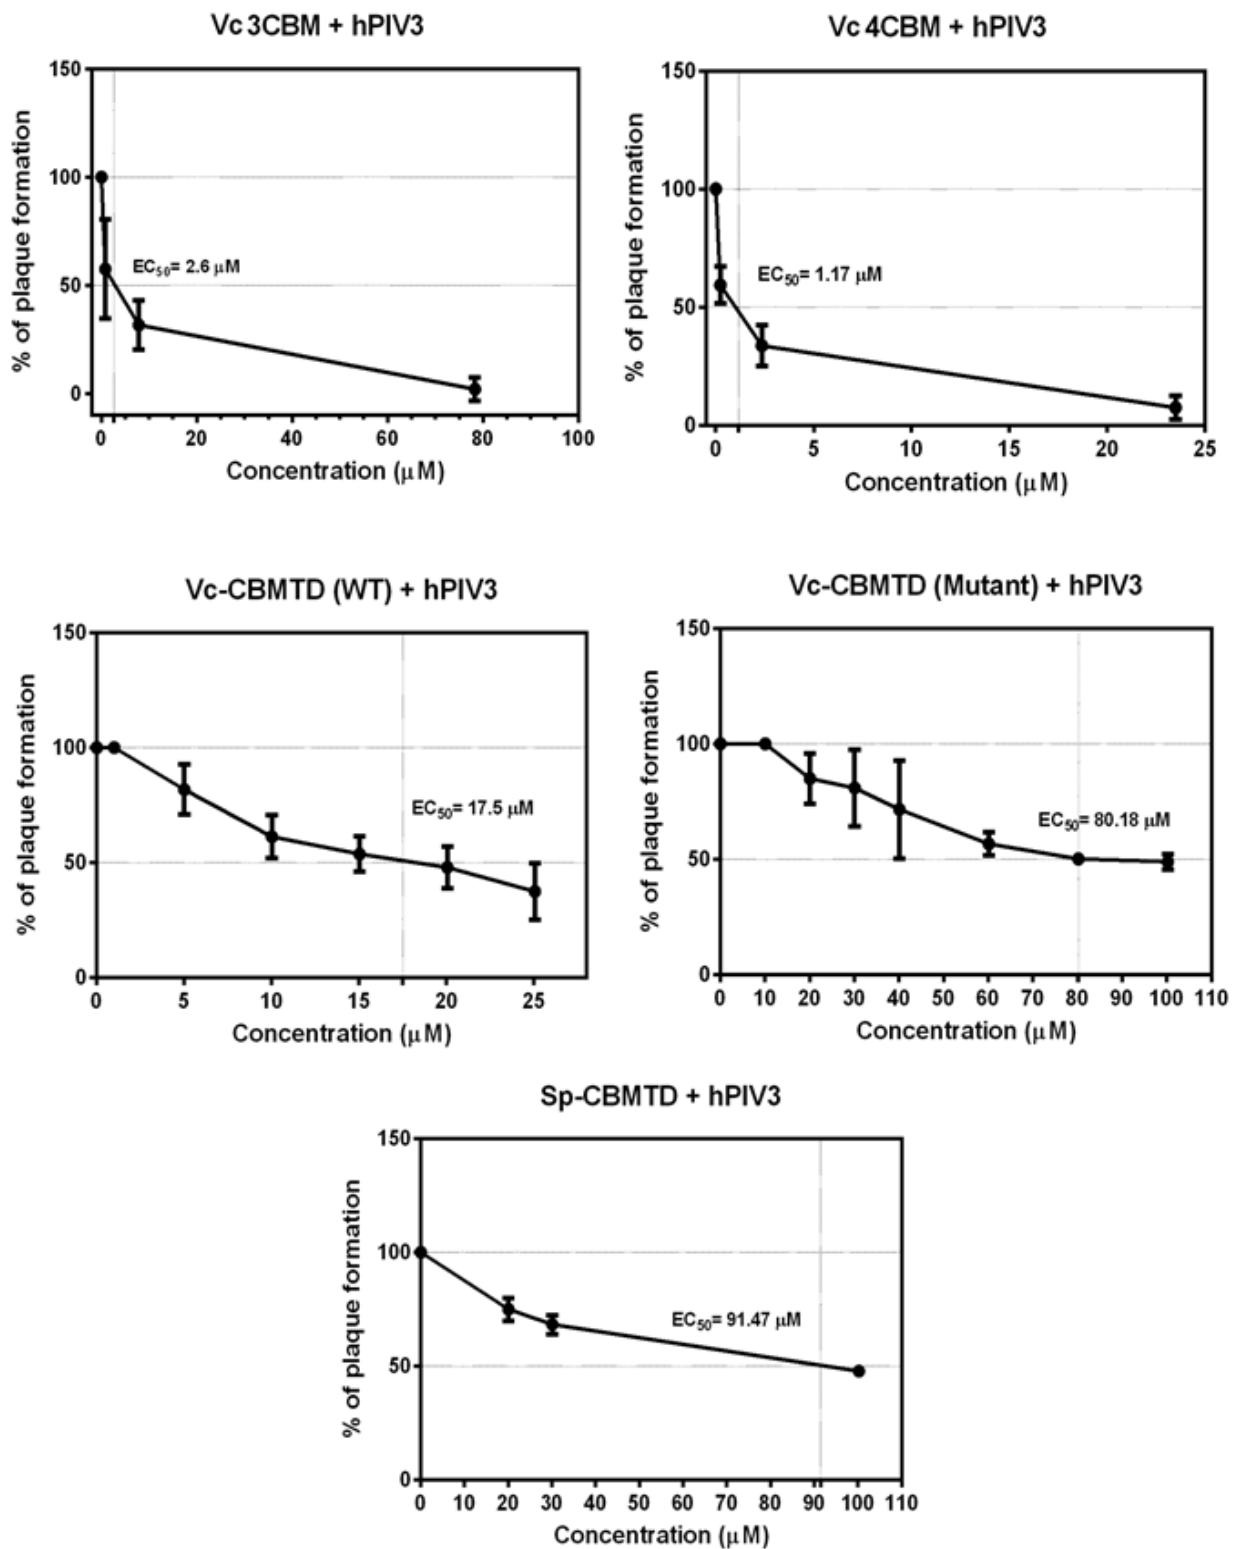 Vc 3CBM + hPIV3
150
100
50
0
% of plaque formation
EC50= 2.6 μM
0 20 40 60 80 100
Concentration (μM)
Vc 4CBM + hPIV3
150
100
50
0
% of plaque formation
EC50= 1.17 μM
0 5 10 15 20 25
Concentration (μM)
Vc-CBMTD (WT) + hPIV3
150
100
50
0
% of plaque formation
EC50= 17.5 μM
0 5 10 15 20 25
Concentration (μM)
Vc-CBMTD (Mutant) + hPIV3
150
100
50
0
% of plaque formation
EC50= 80.18 μM
0 10 20 30 40 50 60 70 80 90 100 110
Concentration (μM)
Sp-CBMTD + hPIV3
150
100
50
0
% of plaque formation
EC50= 91.47 μM
0 10 20 30 40 50 60 70 80 90 100 110
Concentration (μM)